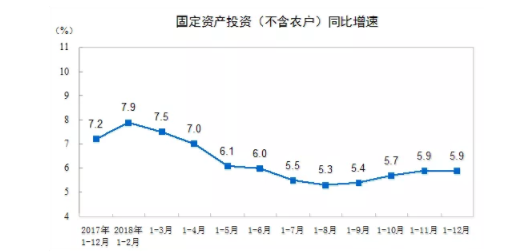 固定资产投资（不含农户）同比增速
(%)
11
10
9
8
7
6
5
4
7.2
7.9
7.5
7.0
6.1
6.0
5.5
5.3
5.4
5.7
5.9
5.9
2017年
1-12月
2018年
1-2月
1-3月
1-4月
1-5月
1-6月
1-7月
1-8月
1-9月
1-10月
1-11月
1-12月